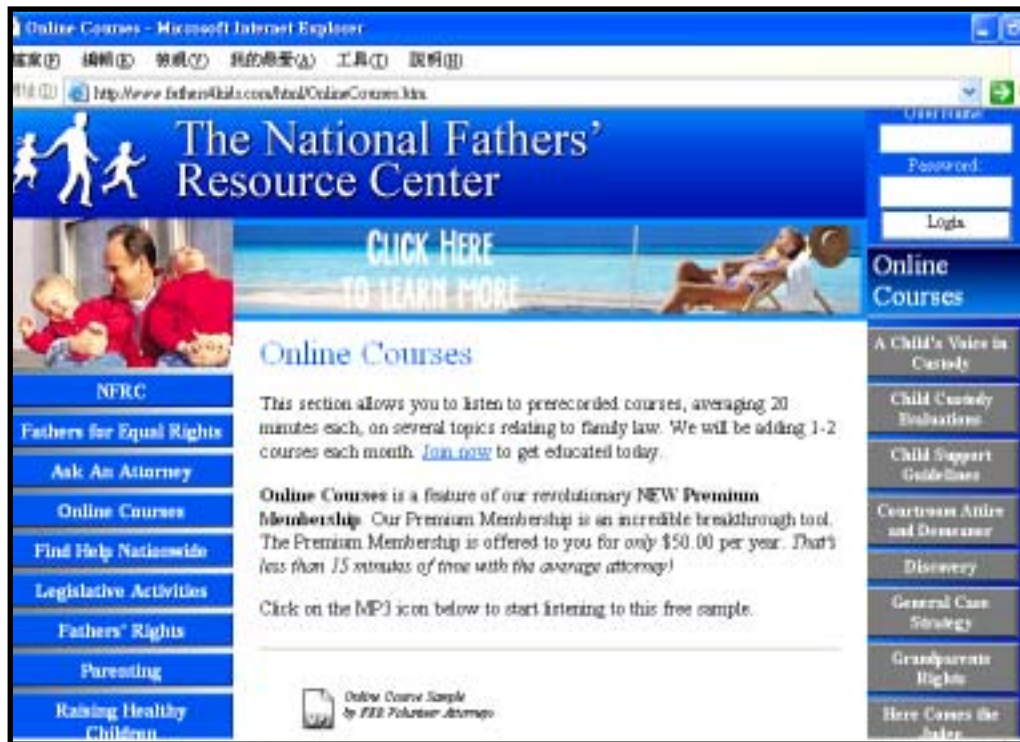 Online Courses - Microsoft Internet Explorer
檔案(F) 編輯(E) 檢視(V) 我的最愛(A) 工具(T) 說明(H)
網址(D) http://www.fathers4kids.com/html/OnlineCourses.htm
The National Fathers'
Resource Center
User Name
Password:
Login
CLICK HERE
TO LEARN MORE
Online
Courses
NFRC
Fathers for Equal Rights
Ask An Attorney
Online Courses
Find Help Nationwide
Legislative Activities
Fathers' Rights
Parenting
Raising Healthy
Children
Online Courses
This section allows you to listen to prerecorded courses, averaging 20
minutes each, on several topics relating to family law. We will be adding 1-2
courses each month. Join now to get educated today.
Online Courses is a feature of our revolutionary NEW Premium
Membership. Our Premium Membership is an incredible breakthrough tool.
The Premium Membership is offered to you for only $50.00 per year. That's
less than 15 minutes of time with the average attorney!
Click on the MP3 icon below to start listening to this free sample.
Online Course Sample
by FER Volunteer Attorneys
A Child's Voice in
Custody
Child Custody
Evaluations
Child Support
Guidelines
Courtroom Attire
and Demeanor
Discovery
General Case
Strategy
Grandparents
Rights
Here Comes the
Judge